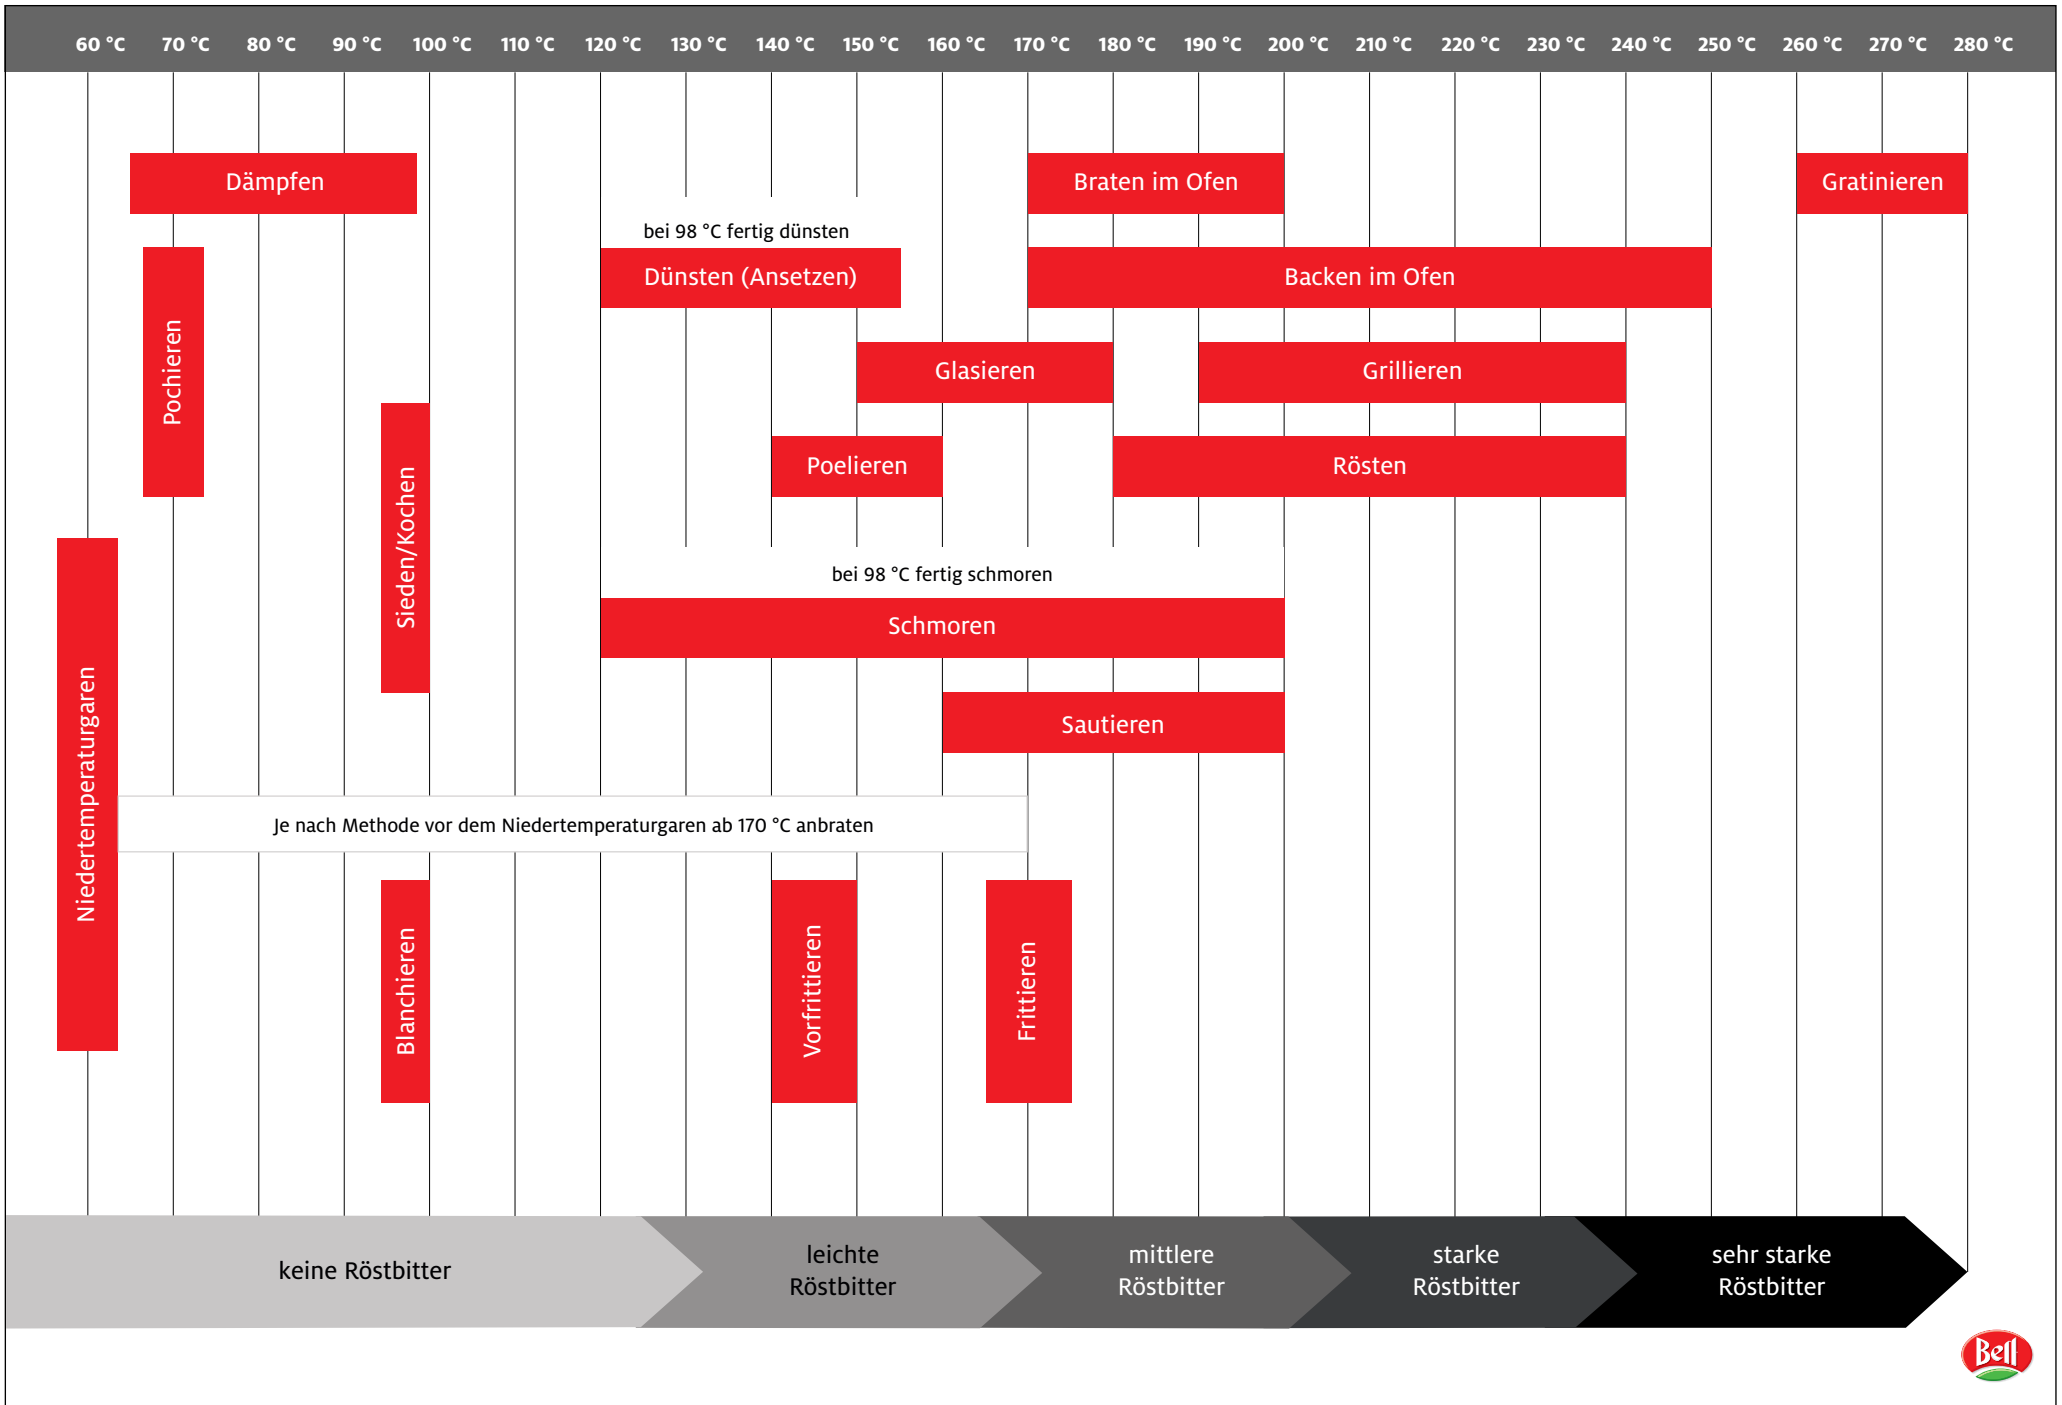 60 °C 70 °C 80 °C 90 °C 100 °C 110 °C 120 °C 130 °C 140 °C 150 °C 160 °C 170 °C 180 °C 190 °C 200 °C 210 °C 220 °C 230 °C 240 °C 250 °C 260 °C 270 °C 280 °C
Dämpfen
Braten im Ofen
Gratinieren
bei 98 °C fertig dünsten
Dünsten (Ansetzen)
Backen im Ofen
Pochieren
Glasieren
Grillieren
Poelieren
Rösten
Sieden/Kochen
bei 98 °C fertig schmoren
Schmoren
Sautieren
Niedertemperaturgaren
Je nach Methode vor dem Niedertemperaturgaren ab 170 °C anbraten
Blanchieren
Vorfrittieren
Frittieren
keine Röstbitter
leichte
Röstbitter
mittlere
Röstbitter
starke
Röstbitter
sehr starke
Röstbitter
Bell